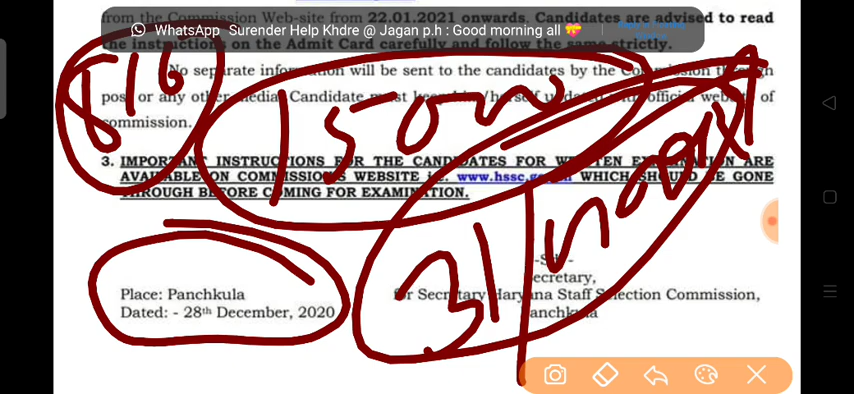 from the Commission Web-site from 22.01.2021 onwards. Candidates are advised to read
WhatsApp Surender Help Khdre @ Jagan p.h : Good morning all 💝
the instructions on the Admit Card carefully and follow the same strictly.
No separate information will be sent to the candidates by the Commission through
post or any other media. Candidate must keep him/herself updated with official website of
commission.
3. IMPORTANT INSTRUCTIONS FOR THE CANDIDATES FOR WRITTEN EXAMINATION ARE
AVAILABLE ON COMMISSION'S WEBSITE i.e. www.hssc.gov.in WHICH SHOULD BE GONE
THROUGH BEFORE COMING FOR EXAMINATION.
816
150
31
-Sd-
Secretary,
Place: Panchkula for Secretary Haryana Staff Selection Commission,
Dated: - 28th December, 2020 Panchkula